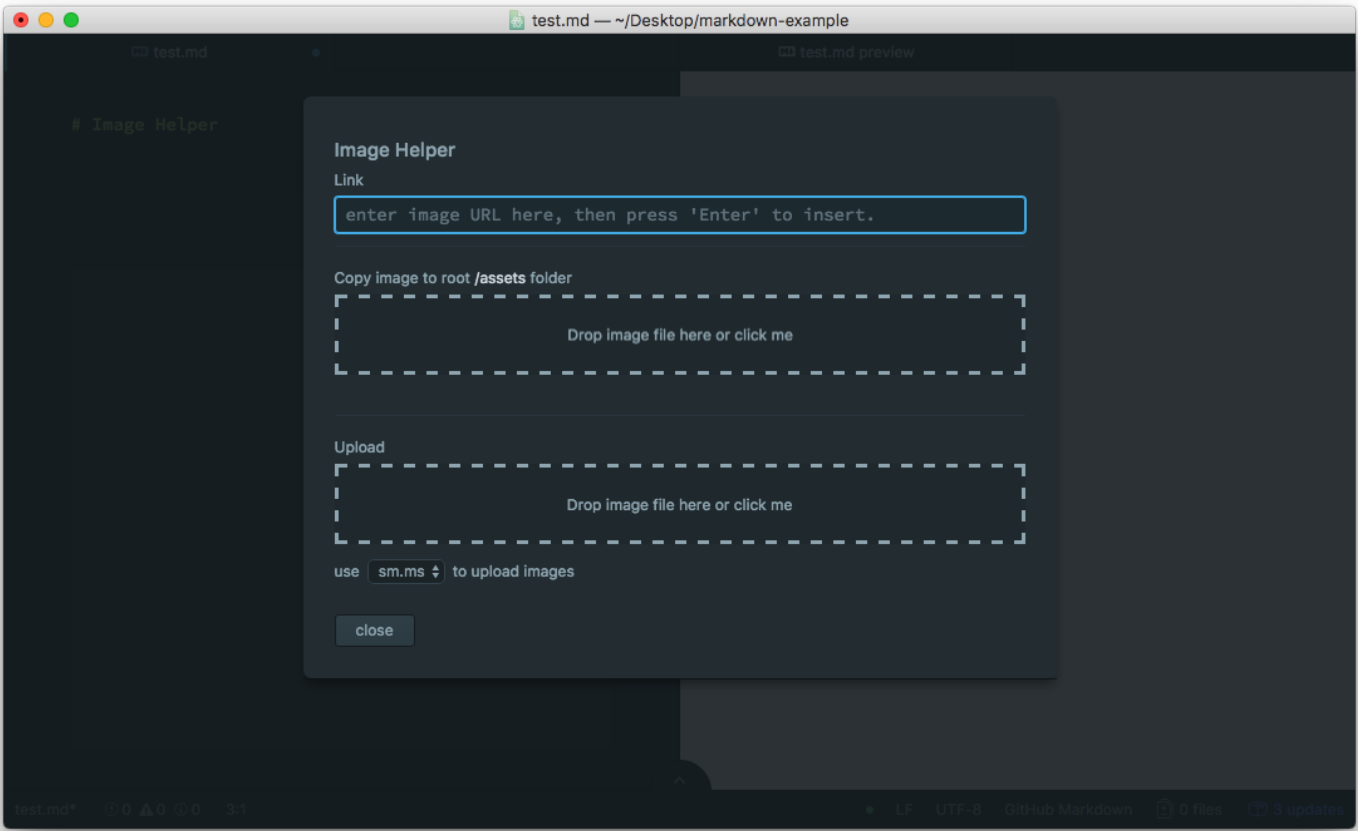 test.md — ~/Desktop/markdown-example
test.md
test.md preview
# Image Helper
Image Helper
Link
enter image URL here, then press 'Enter' to insert.
Copy image to root /assets folder
Drop image file here or click me
Upload
Drop image file here or click me
use sm.ms to upload images
close
test.md* 0 0 0 3:1 LF UTF-8 GitHub Markdown 0 files 3 updates